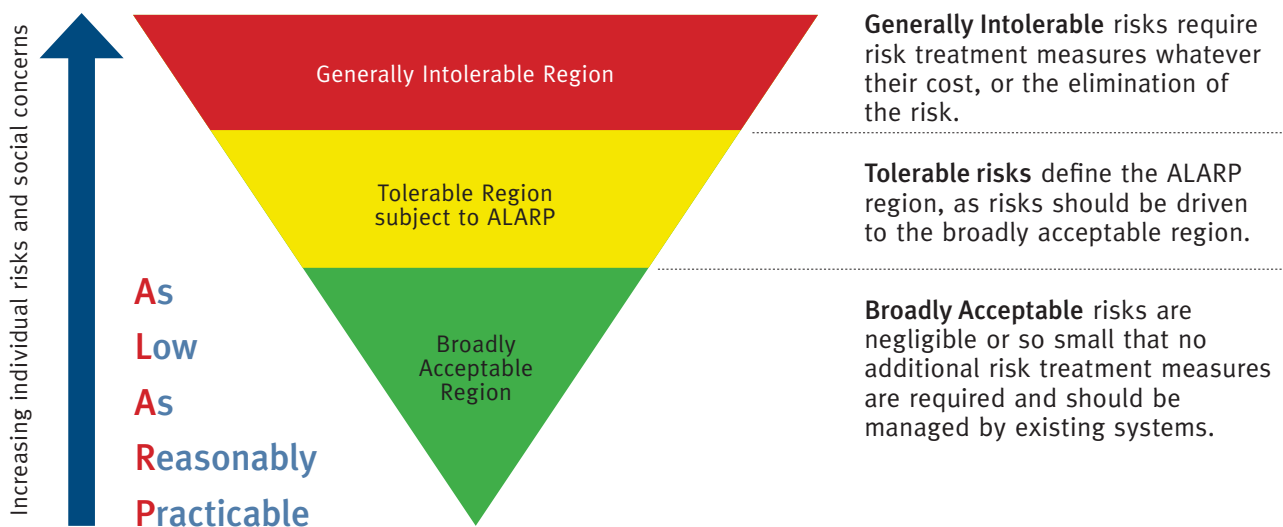 Increasing individual risks and social concerns
Generally Intolerable Region
Tolerable Region
subject to ALARP
Broadly
Acceptable
Region
As
Low
As
Reasonably
Practicable
Generally Intolerable risks require
risk treatment measures whatever
their cost, or the elimination of
the risk.
Tolerable risks define the ALARP
region, as risks should be driven
to the broadly acceptable region.
Broadly Acceptable risks are
negligible or so small that no
additional risk treatment measures
are required and should be
managed by existing systems.